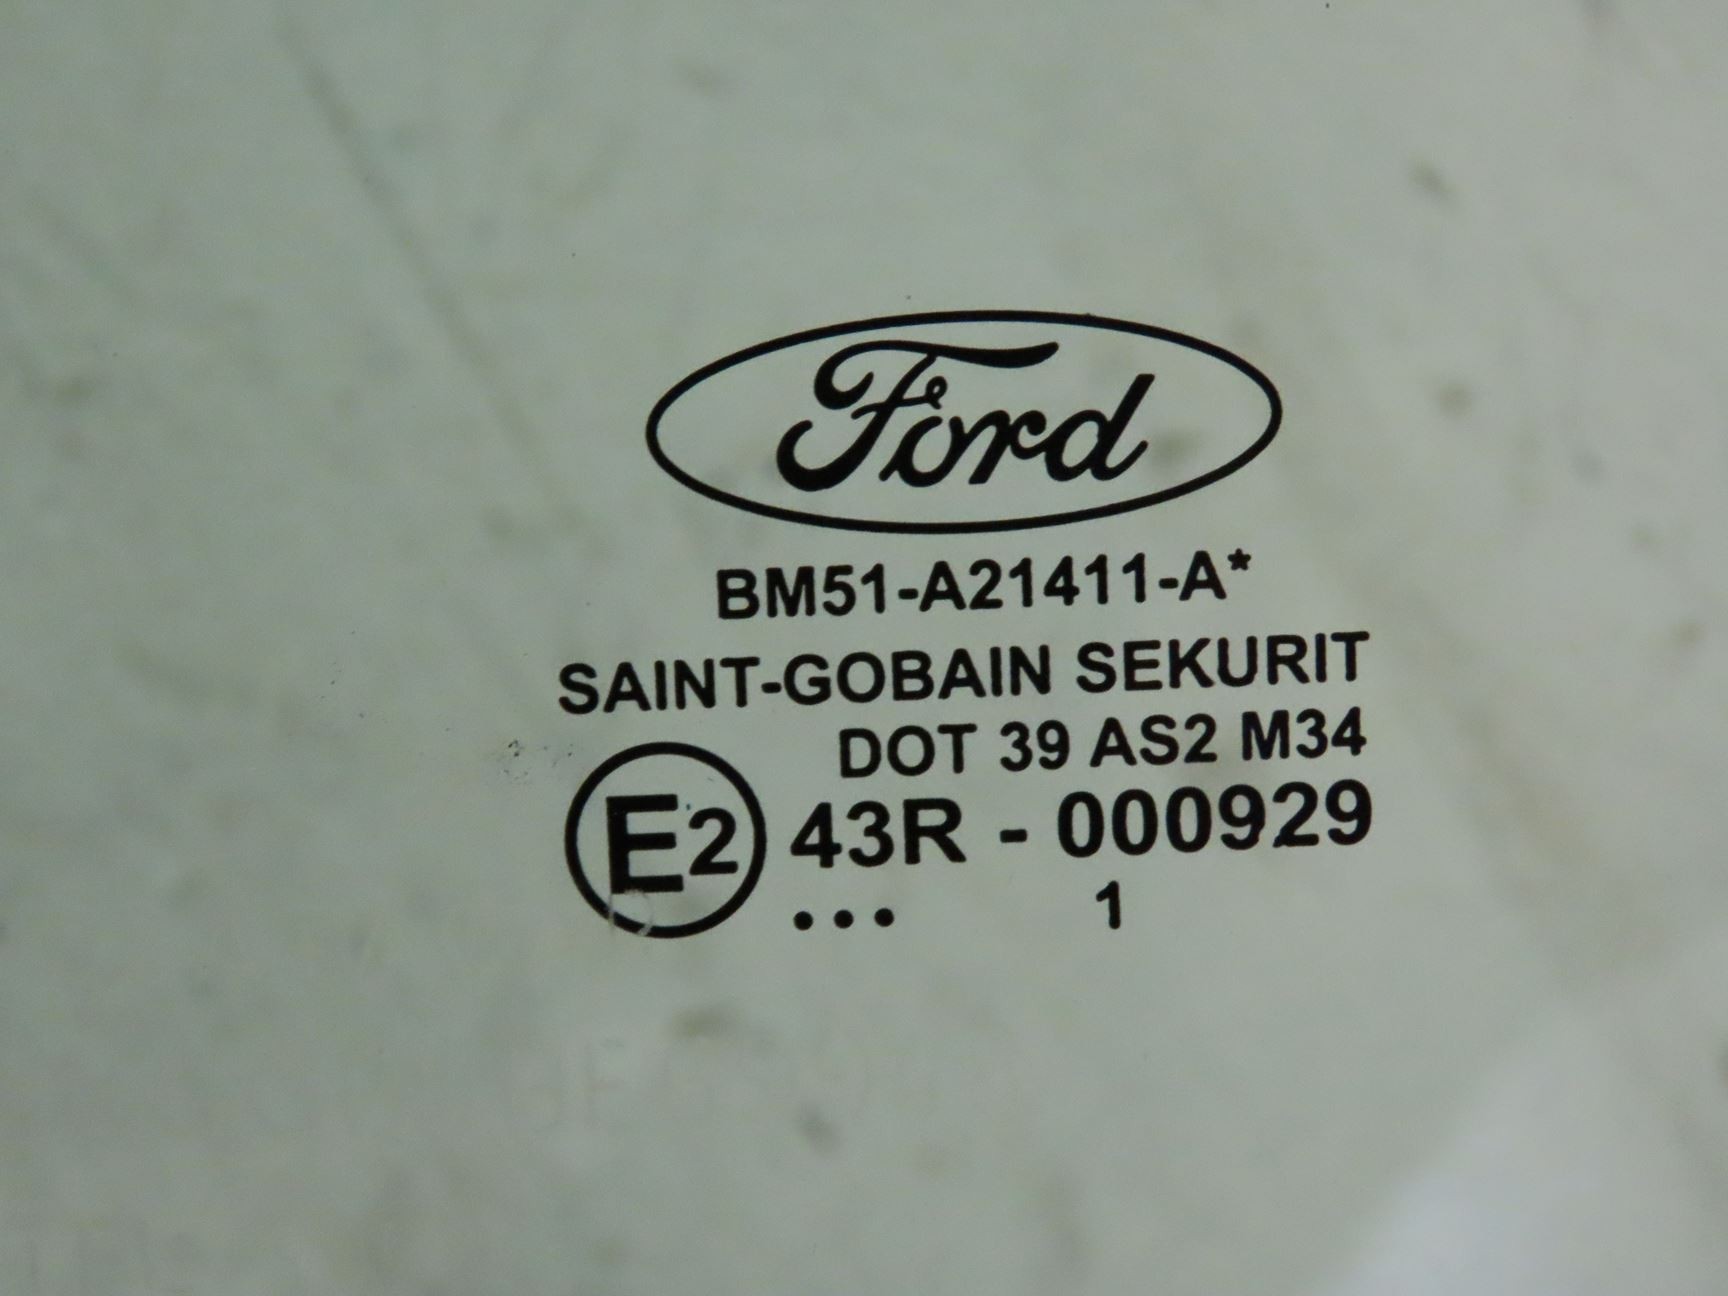 Ford
BM51-A21411-A*
SAINT-GOBAIN SEKURIT
DOT 39 AS2 M34
E2 43R - 000929
... 1